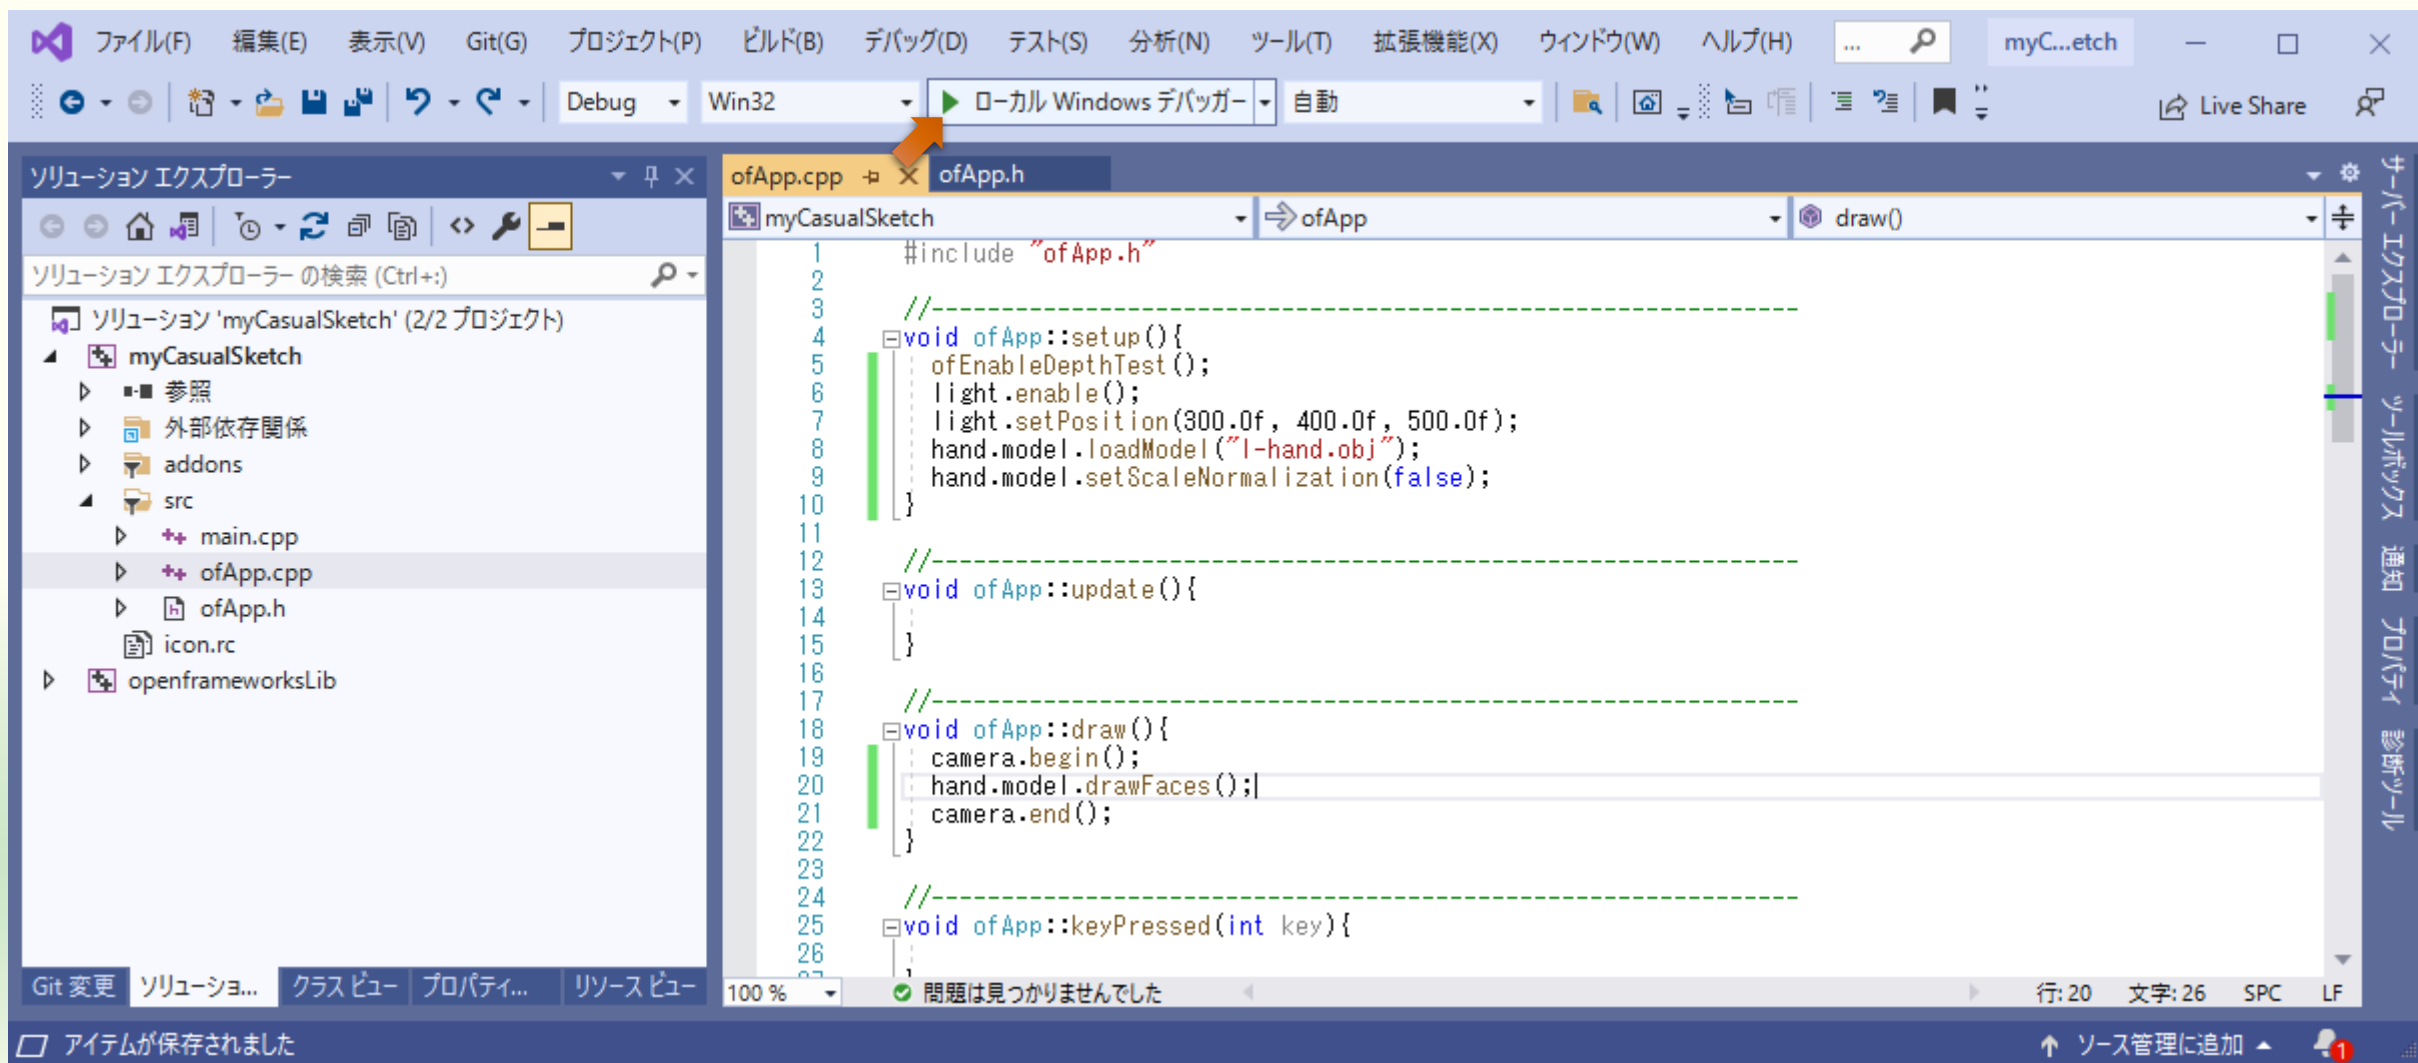 ファイル(F) 編集(E) 表示(V) Git(G) プロジェクト(P) ビルド(B) デバッグ(D) テスト(S) 分析(N) ツール(T) 拡張機能(X) ウィンドウ(W) ヘルプ(H) ... myC...etch
Debug Win32 ローカル Windows デバッガー 自動 Live Share
ソリューション エクスプローラー
ソリューション エクスプローラー の検索 (Ctrl+:)
ソリューション 'myCasualSketch' (2/2 プロジェクト)
myCasualSketch
参照
外部依存関係
addons
src
main.cpp
ofApp.cpp
ofApp.h
icon.rc
openframeworksLib
Git 変更 ソリューショ... クラス ビュー プロパティ... リソース ビュー
ofApp.cpp ofApp.h
myCasualSketch ofApp draw()
1 #include "ofApp.h"
2
3 //--------------------------------------------------------------
4 void ofApp::setup(){
5 ofEnableDepthTest();
6 light.enable();
7 light.setPosition(300.0f, 400.0f, 500.0f);
8 hand.model.loadModel("l-hand.obj");
9 hand.model.setScaleNormalization(false);
10 }
11
12 //--------------------------------------------------------------
13 void ofApp::update(){
14
15 }
16
17 //--------------------------------------------------------------
18 void ofApp::draw(){
19 camera.begin();
20 hand.model.drawFaces();
21 camera.end();
22 }
23
24 //--------------------------------------------------------------
25 void ofApp::keyPressed(int key){
26
100 % 問題は見つかりませんでした 行: 20 文字: 26 SPC LF
サーバー エクスプローラー
ツールボックス
通知
プロパティ
診断ツール
アイテムが保存されました ソース管理に追加 1